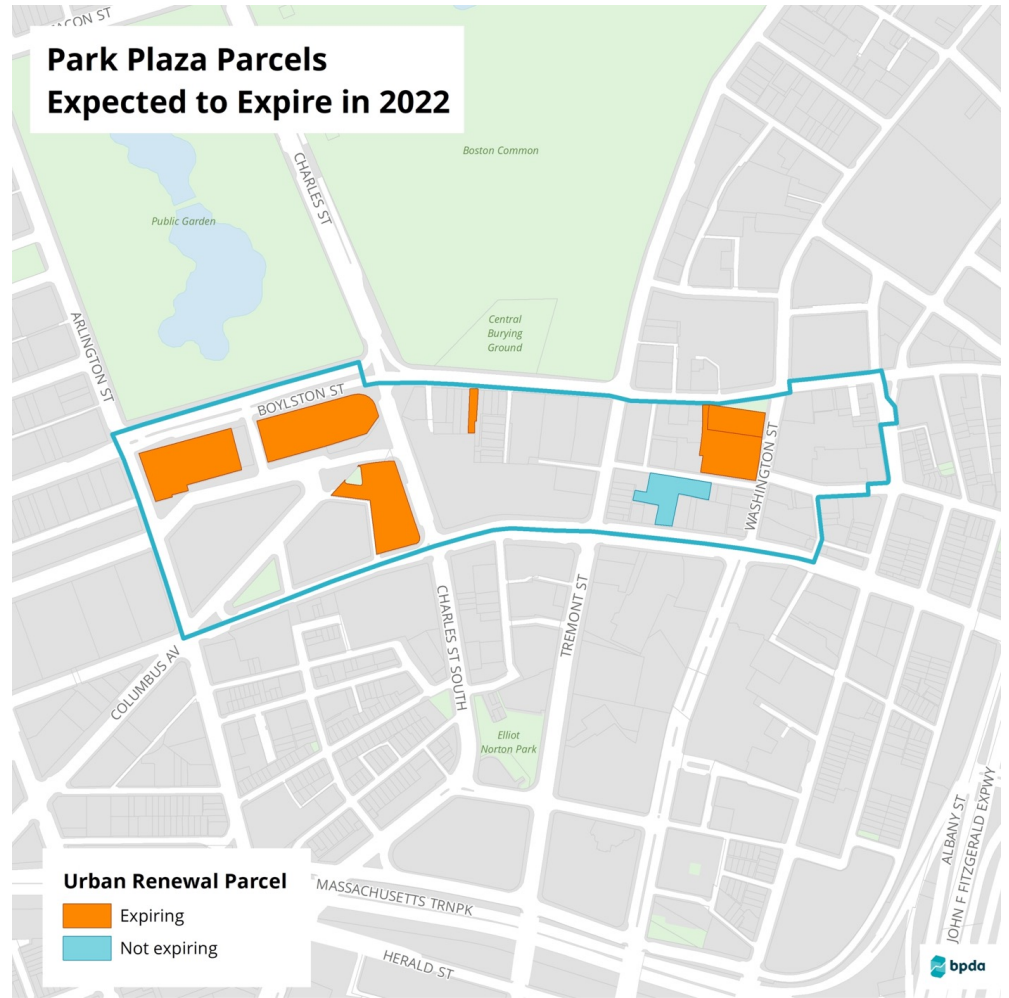 ACON ST
Park Plaza Parcels
Expected to Expire in 2022
Boston Common
CHARLES ST
Public Garden
Central
Burying
Ground
ARLINGTON ST
BOYLSTON ST
WASHINGTON ST
TREMONT ST
CHARLES ST SOUTH
COLUMBUS AV
Elliot
Norton Park
ALBANY ST
JOHN F FITZGERALD EXPWY
Urban Renewal Parcel
Expiring
Not expiring
MASSACHUSETTS TRNPK
HERALD ST
bpda